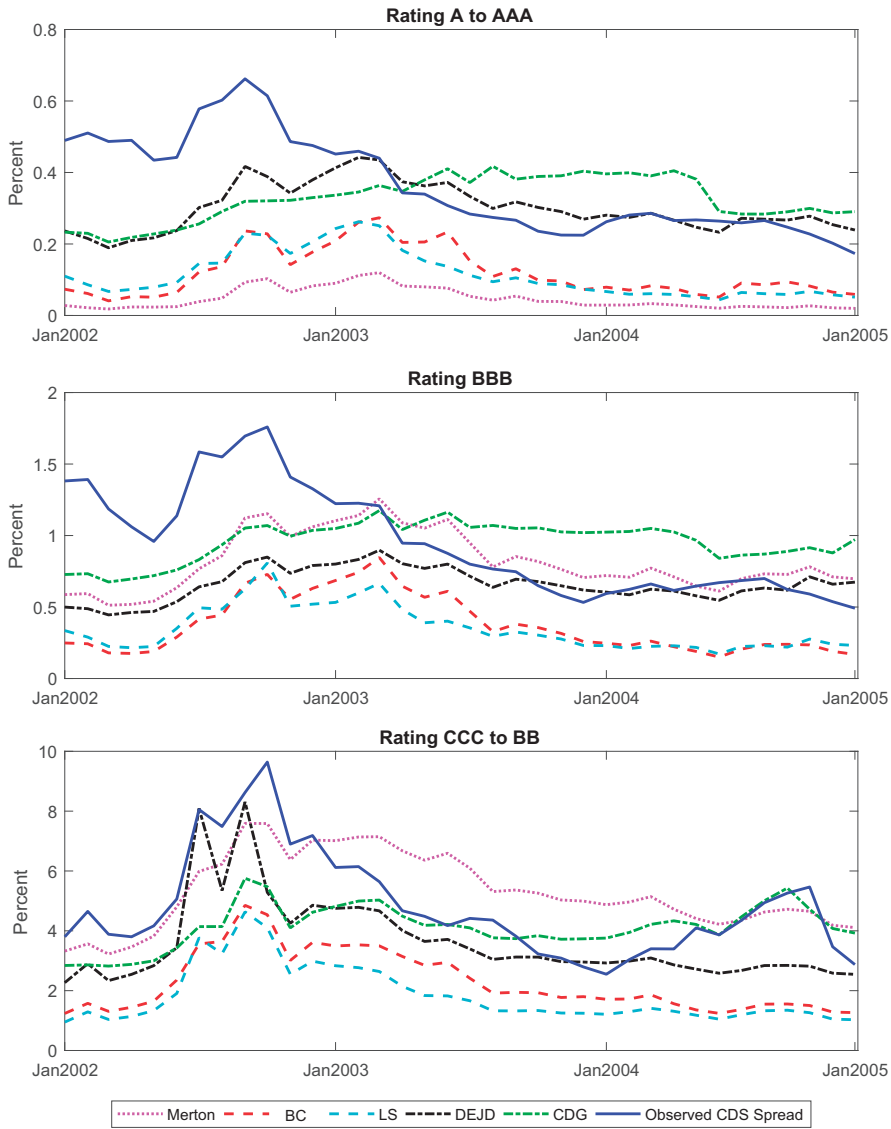 Rating A to AAA
0.8
0.6
0.4
0.2
0
Percent
Jan2002 Jan2003 Jan2004 Jan2005
Rating BBB
2
1.5
1
0.5
0
Percent
Jan2002 Jan2003 Jan2004 Jan2005
Rating CCC to BB
10
8
6
4
2
0
Percent
Jan2002 Jan2003 Jan2004 Jan2005
Merton BC LS DEJD CDG Observed CDS Spread